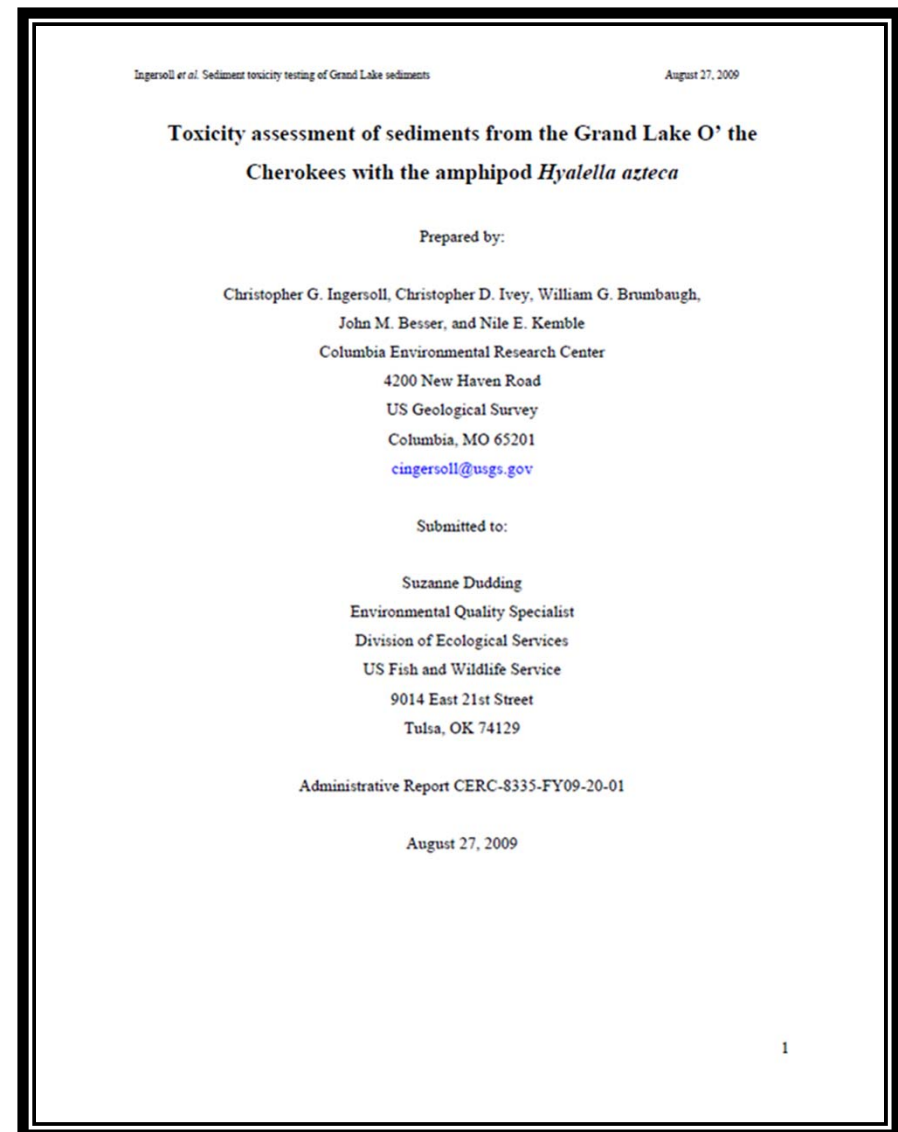 Ingersoll et al. Sediment toxicity testing of Grand Lake sediments August 27, 2009
Toxicity assessment of sediments from the Grand Lake O’ the
Cherokees with the amphipod Hyalella azteca
Prepared by:
Christopher G. Ingersoll, Christopher D. Ivey, William G. Brumbaugh,
John M. Besser, and Nile E. Kemble
Columbia Environmental Research Center
4200 New Haven Road
US Geological Survey
Columbia, MO 65201
cingersoll@usgs.gov
Submitted to:
Suzanne Dudding
Environmental Quality Specialist
Division of Ecological Services
US Fish and Wildlife Service
9014 East 21st Street
Tulsa, OK 74129
Administrative Report CERC-8335-FY09-20-01
August 27, 2009
1